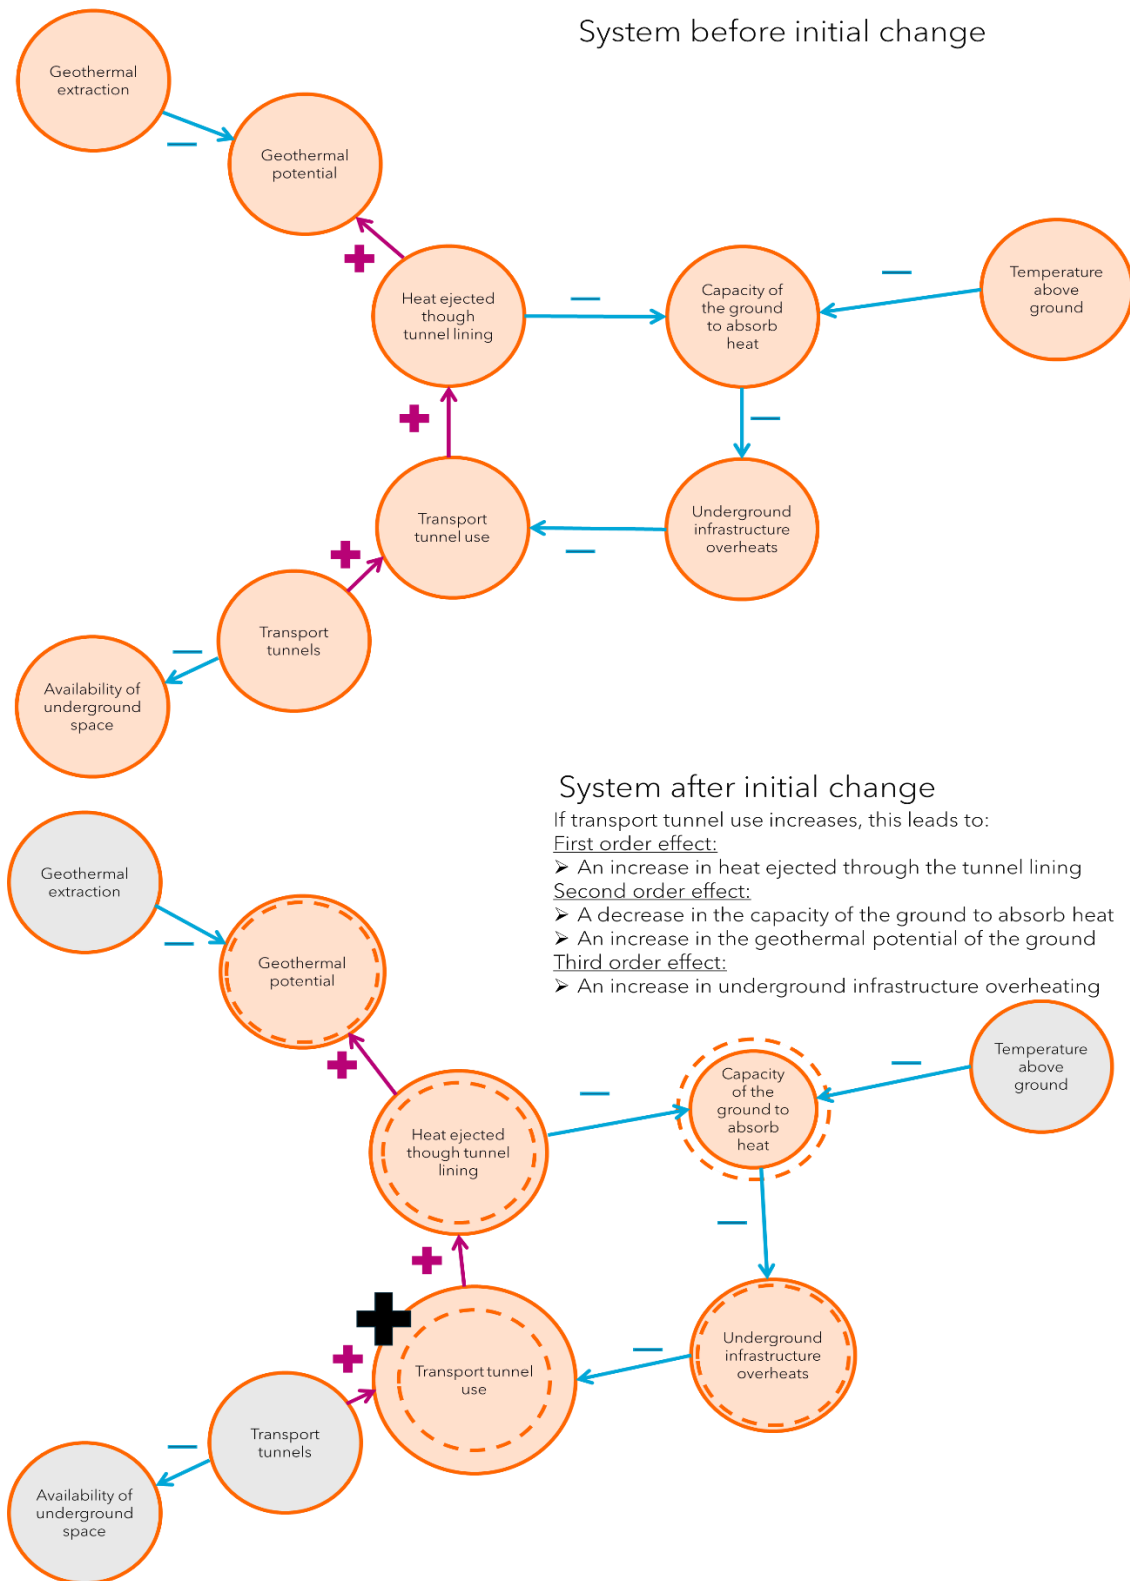 System before initial change
Geothermal
extraction
Geothermal
potential
Heat ejected
though tunnel
lining
Capacity of
the ground
to absorb
heat
Temperature
above
ground
Transport
tunnel use
Underground
infrastructure
overheats
Transport
tunnels
Availability of
underground
space
System after initial change
If transport tunnel use increases, this leads to:
First order effect:
➢ An increase in heat ejected through the tunnel lining
Second order effect:
➢ A decrease in the capacity of the ground to absorb heat
➢ An increase in the geothermal potential of the ground
Third order effect:
➢ An increase in underground infrastructure overheating
Geothermal
extraction
Geothermal
potential
Heat ejected
though tunnel
lining
Capacity
of the
ground to
absorb
heat
Temperature
above
ground
Transport tunnel
use
Underground
infrastructure
overheats
Transport
tunnels
Availability of
underground
space